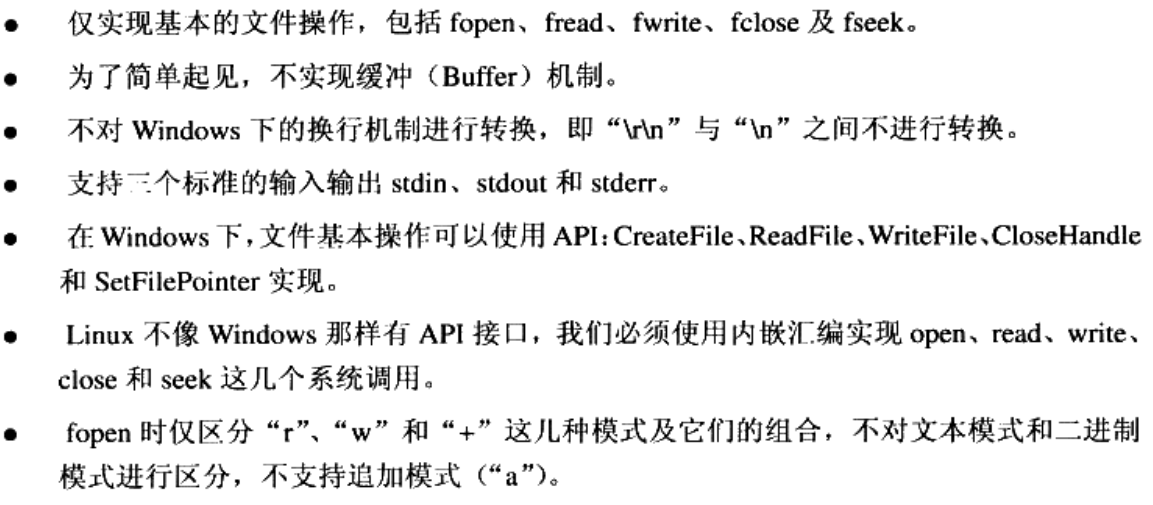 ● 仅实现基本的文件操作，包括 fopen、fread、fwrite、fclose 及 fseek。
● 为了简单起见，不实现缓冲（Buffer）机制。
● 不对 Windows 下的换行机制进行转换，即“\r\n”与“\n”之间不进行转换。
● 支持三个标准的输入输出 stdin、stdout 和 stderr。
● 在 Windows 下，文件基本操作可以使用 API：CreateFile、ReadFile、WriteFile、CloseHandle
和 SetFilePointer 实现。
● Linux 不像 Windows 那样有 API 接口，我们必须使用内嵌汇编实现 open、read、write、
close 和 seek 这几个系统调用。
● fopen 时仅区分“r”、“w”和“+”这几种模式及它们的组合，不对文本模式和二进制
模式进行区分，不支持追加模式（“a”）。